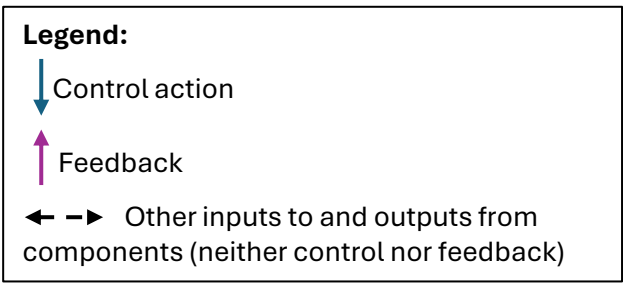 Legend:
Control action
Feedback
Other inputs to and outputs from
components (neither control nor feedback)